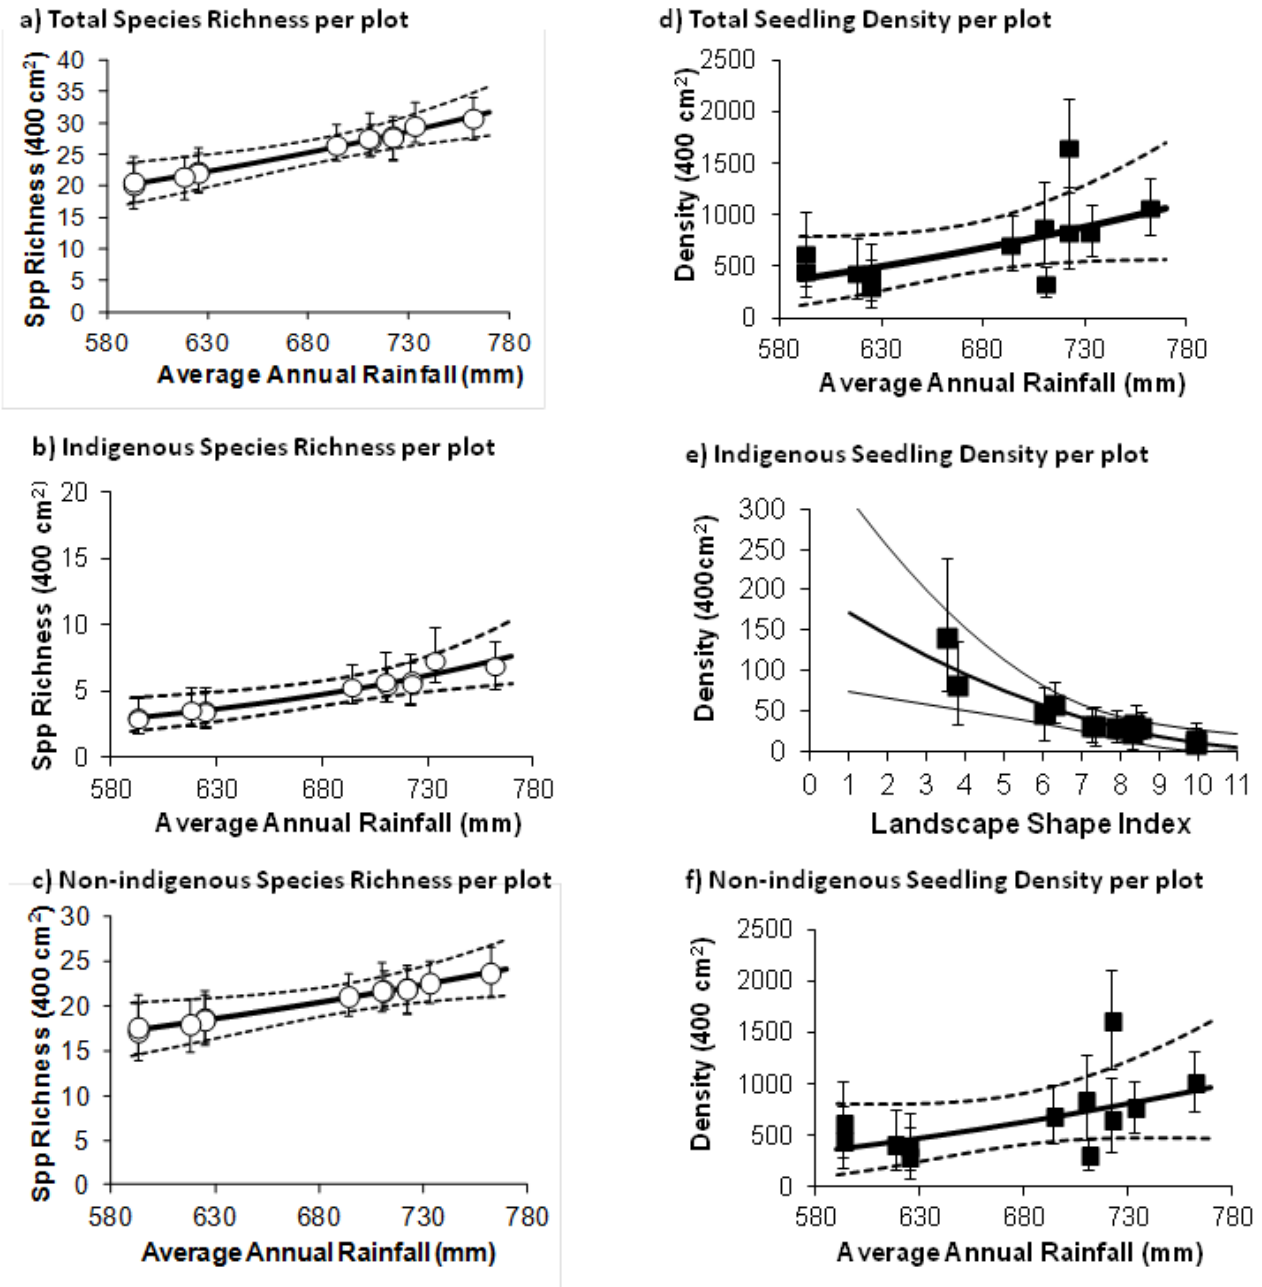 a) Total Species Richness per plot
Spp Richness (400 cm²)
40
35
30
25
20
15
10
5
0
580 630 680 730 780
Average Annual Rainfall (mm)
b) Indigenous Species Richness per plot
Spp Richness (400 cm²)
20
15
10
5
0
580 630 680 730 780
Average Annual Rainfall (mm)
c) Non-indigenous Species Richness per plot
Spp Richness (400 cm²)
30
25
20
15
10
5
0
580 630 680 730 780
Average Annual Rainfall (mm)
d) Total Seedling Density per plot
Density (400 cm²)
2500
2000
1500
1000
500
0
580 630 680 730 780
Average Annual Rainfall (mm)
e) Indigenous Seedling Density per plot
Density (400cm²)
300
250
200
150
100
50
0
0 1 2 3 4 5 6 7 8 9 10 11
Landscape Shape Index
f) Non-indigenous Seedling Density per plot
Density (400 cm²)
2500
2000
1500
1000
500
0
580 630 680 730 780
Average Annual Rainfall (mm)